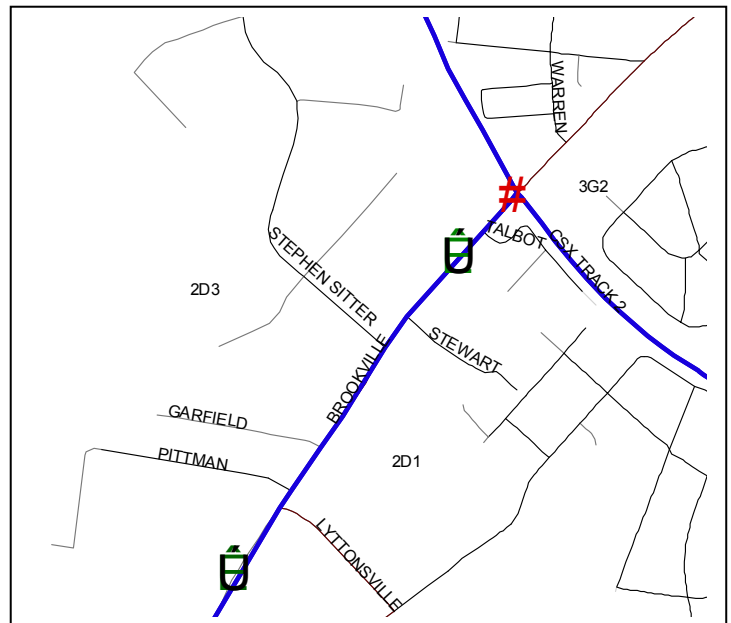 WARREN
3G2
#
TALBOT
CSX TRACK 2
STEPHEN SITTER
2D3
STEWART
BROOKVILLE
GARFIELD
PITTMAN
2D1
LYTTONSVILLE